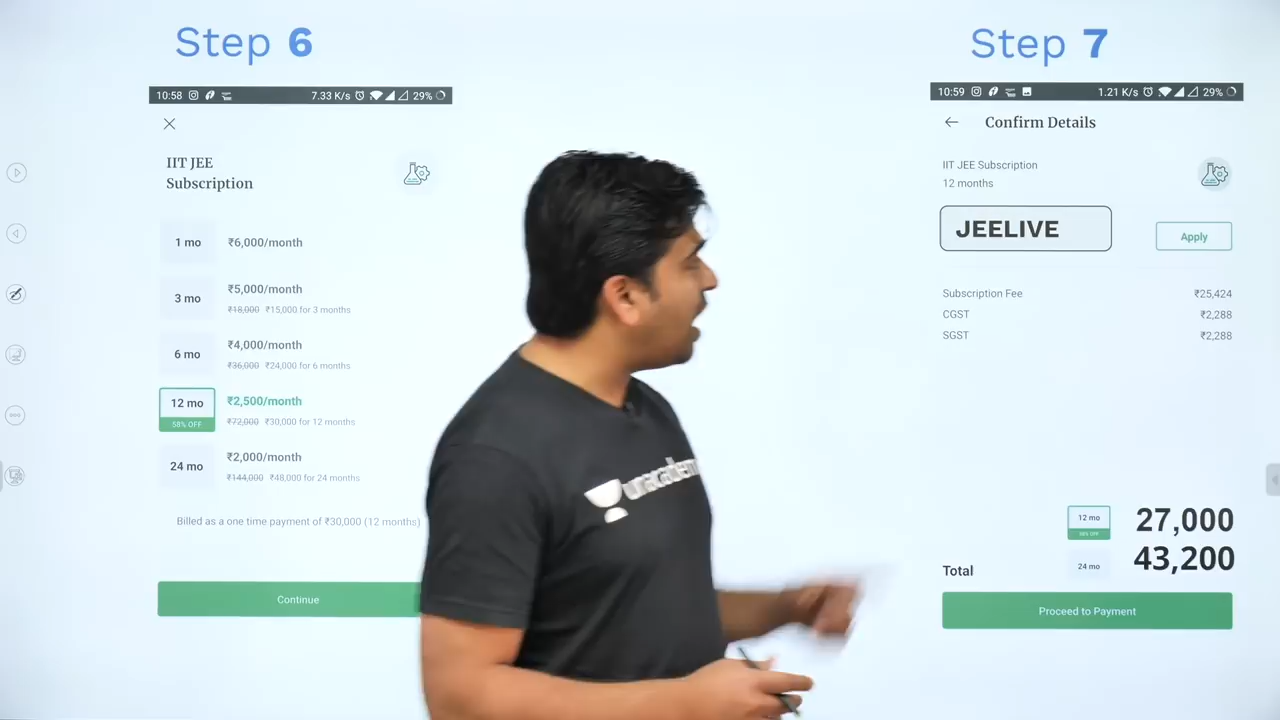 Step 6
10:58 7.33 K/s 29%
IIT JEE
Subscription
1 mo ₹6,000/month
3 mo ₹5,000/month
₹18,000 ₹15,000 for 3 months
6 mo ₹4,000/month
₹36,000 ₹24,000 for 6 months
12 mo ₹2,500/month
58% OFF ₹72,000 ₹30,000 for 12 months
24 mo ₹2,000/month
₹144,000 ₹48,000 for 24 months
Billed as a one time payment of ₹30,000 (12 months)
Continue
unacadem
Step 7
10:59 1.21 K/s 29%
Confirm Details
IIT JEE Subscription
12 months
JEELIVE Apply
Subscription Fee ₹25,424
CGST ₹2,288
SGST ₹2,288
12 mo 27,000
58% OFF
Total 24 mo 43,200
Proceed to Payment